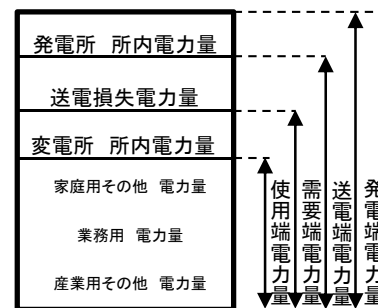 発電所 所内電力量
送電損失電力量
変電所 所内電力量
家庭用その他 電力量
業務用 電力量
産業用その他 電力量
使用端電力量
需要端電力量
送電端電力量
発電端電力量